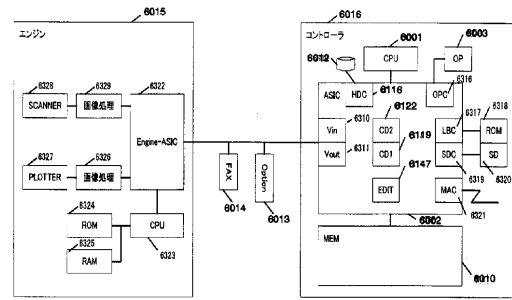 6015
エンジン
6328
6329
6322
SCANNER
画像処理
Engine-ASIC
6327
6326
PLOTTER
画像処理
6324
ROM
CPU
6325
6323
RAM
FAX
6014
Option
6013
6016
コントローラ
6001
6003
6012
CPU
OP
ASIC
HDC
6116
OPC
6316
6122
6317
6318
Vin
6310
CD2
LBC
ROM
6119
Vout
6311
CD1
SDC
SD
6147
6319
6320
EDIT
MAC
6321
6002
MEM
6010